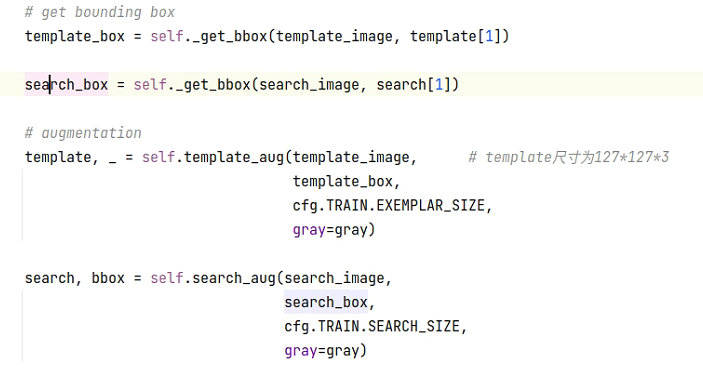 # get bounding box
template_box = self._get_bbox(template_image, template[1])
search_box = self._get_bbox(search_image, search[1])
# augmentation
template, _ = self.template_aug(template_image, # template尺寸为127*127*3
template_box,
cfg.TRAIN.EXEMPLAR_SIZE,
gray=gray)
search, bbox = self.search_aug(search_image,
search_box,
cfg.TRAIN.SEARCH_SIZE,
gray=gray)